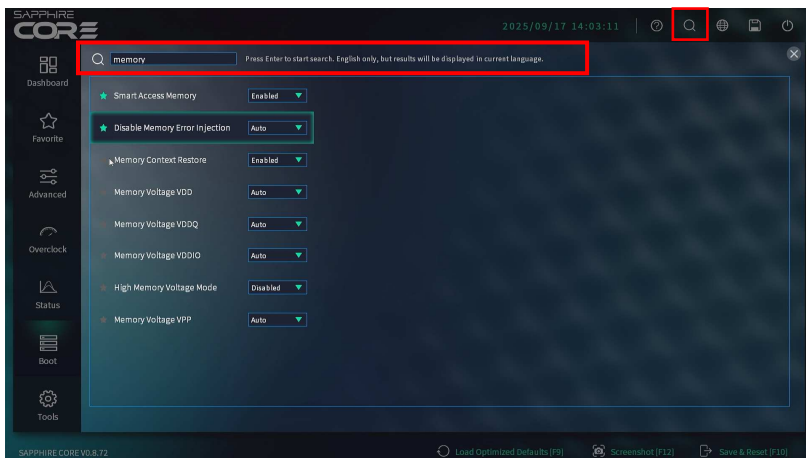 SAPPHIRE
CORE
2025/09/17 14:03:11
memory
Press Enter to start search. English only, but results will be displayed in current language.
Dashboard
Favorite
Advanced
Overclock
Status
Boot
Tools
Smart Access Memory Enabled
Disable Memory Error Injection Auto
Memory Context Restore Enabled
Memory Voltage VDD Auto
Memory Voltage VDDQ Auto
Memory Voltage VDDIO Auto
High Memory Voltage Mode Disabled
Memory Voltage VPP Auto
SAPPHIRE CORE V0.8.72
Load Optimized Defaults [F9]
Screenshot [F12]
Save & Reset [F10]